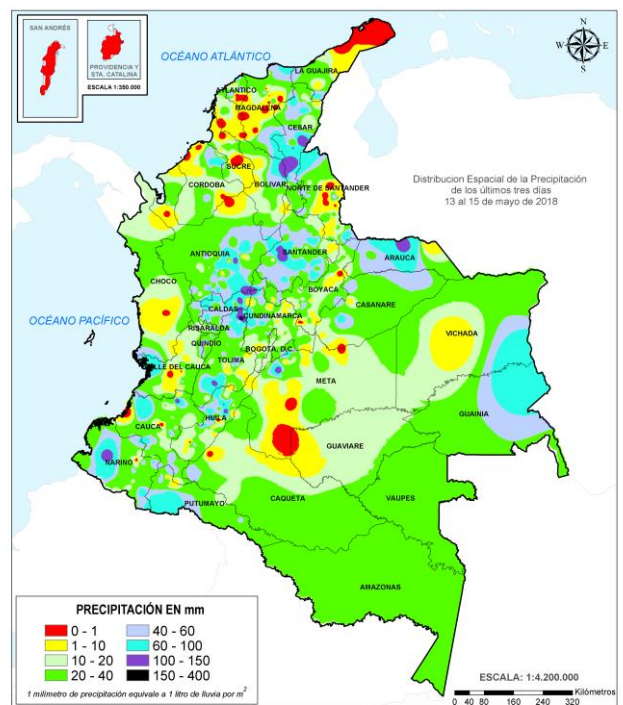 SAN ANDRÉS
PROVIDENCIA Y
STA. CATALINA
ESCALA 1:350.000
OCÉANO ATLÁNTICO
N
W
E
S
LA GUAJIRA
ATLANTICO
MAGDALENA
CESAR
SUCRE
CORDOBA
BOLIVAR
NORTE DE SANTANDER
Distribucion Espacial de la Precipitación
de los últimos tres días
13 al 15 de mayo de 2018
ANTIOQUIA
SANTANDER
ARAUCA
CHOCO
BOYACA
CASANARE
OCÉANO PACÍFICO
CALDAS
CUNDINAMARCA
RISARALDA
VICHADA
QUINDIO
BOGOTA, D.C.
TOLIMA
VALLE DEL CAUCA
META
GUAINIA
CAUCA
HUILA
GUAVIARE
NARIÑO
CAQUETA
VAUPES
PUTUMAYO
AMAZONAS
PRECIPITACIÓN EN mm
0 - 1
40 - 60
1 - 10
60 - 100
10 - 20
100 - 150
20 - 40
150 - 400
1 milimetro de precipitación equivale a 1 litro de lluvia por m2
ESCALA: 1:4.200.000
Kilómetros
0 40 80 160 240 320